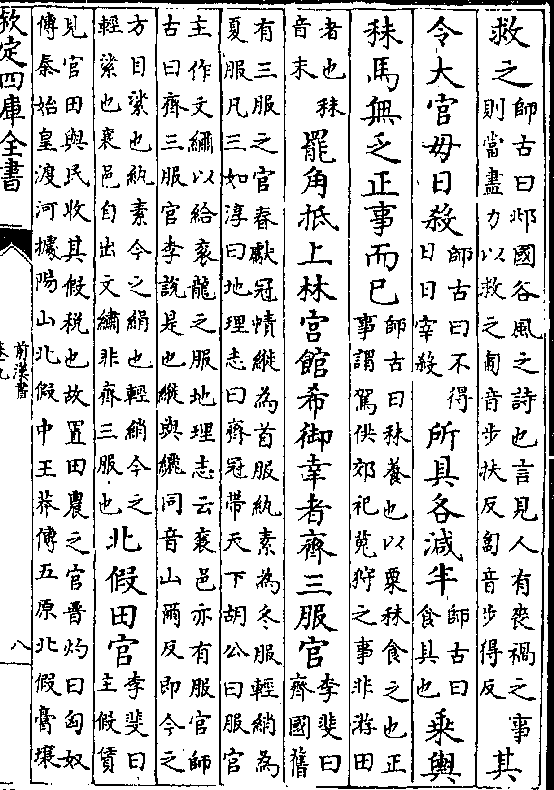 救之師古曰邶國谷風之詩也言見人有喪禍之事
則當盡力以救之匍音步扶反匐音步得反其
令大官毋日殺師古曰不得
日日宰殺所具各減半師古曰
食具也乘輿
秣馬無乏正事而已師古曰秣養也以粟秣食之也正
事謂駕供郊祀蒐狩之事非游田
者也秣
音末罷角抵上林宮館希御幸者齊三服官李斐曰
齊國舊
有三服之官春獻冠幘縰為首服紈素為冬服輕綃為
夏服凡三如淳曰地理志曰齊冠帶天下胡公曰服官
主作文繡以給衮龍之服地理志云襄邑亦有服官師
古曰齊三服官李說是也縰與纚同音山爾反即今之
方目紗也紈素今之絹也輕綃今之
輕紗也襄邑自出文繡非齊三服也北假田官李斐曰
主假賃
見官田與民收其假税也故置田農之官晉灼曰匈奴
傳秦始皇渡河據陽山北假中王莽傳五原北假膏壤
欽定四庫全書
前漢書
卷九
八